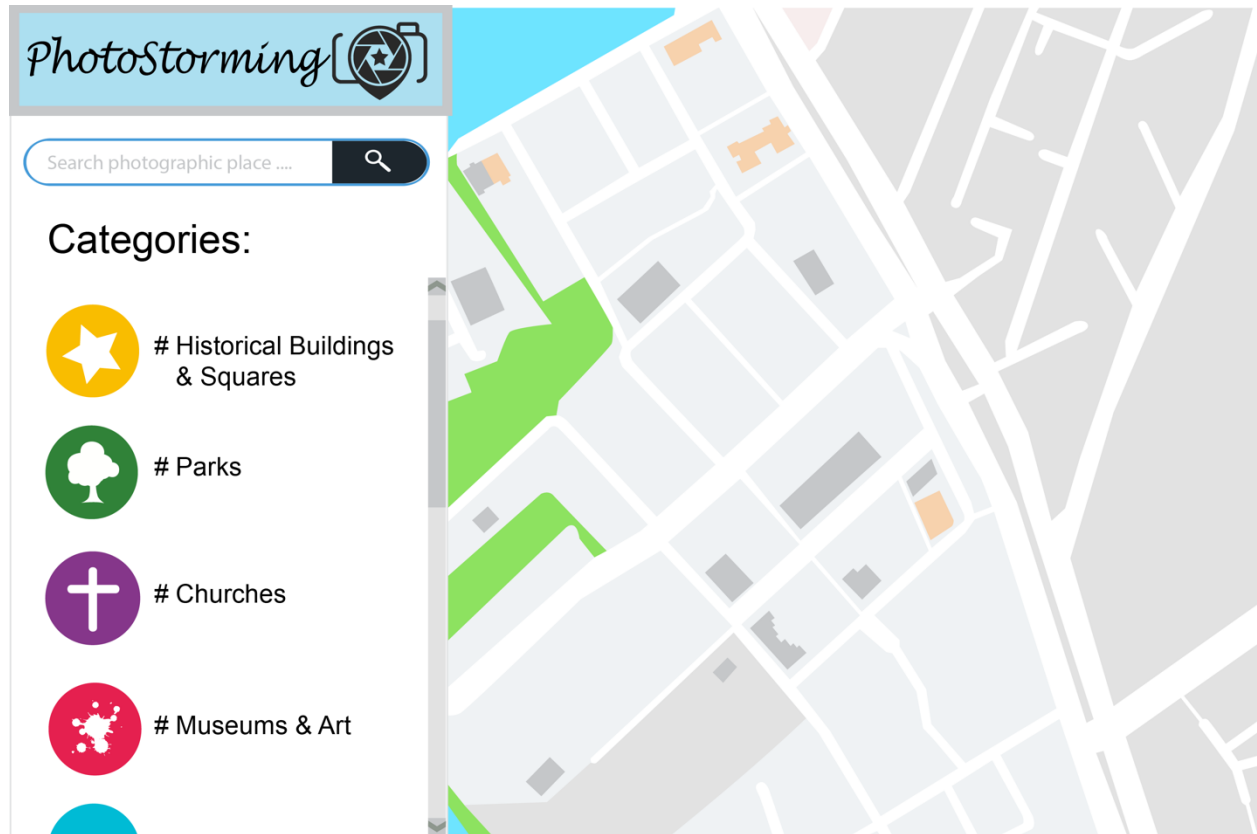 PhotoStorming
Search photographic place ....
Categories:
# Historical Buildings
& Squares
# Parks
# Churches
# Museums & Art